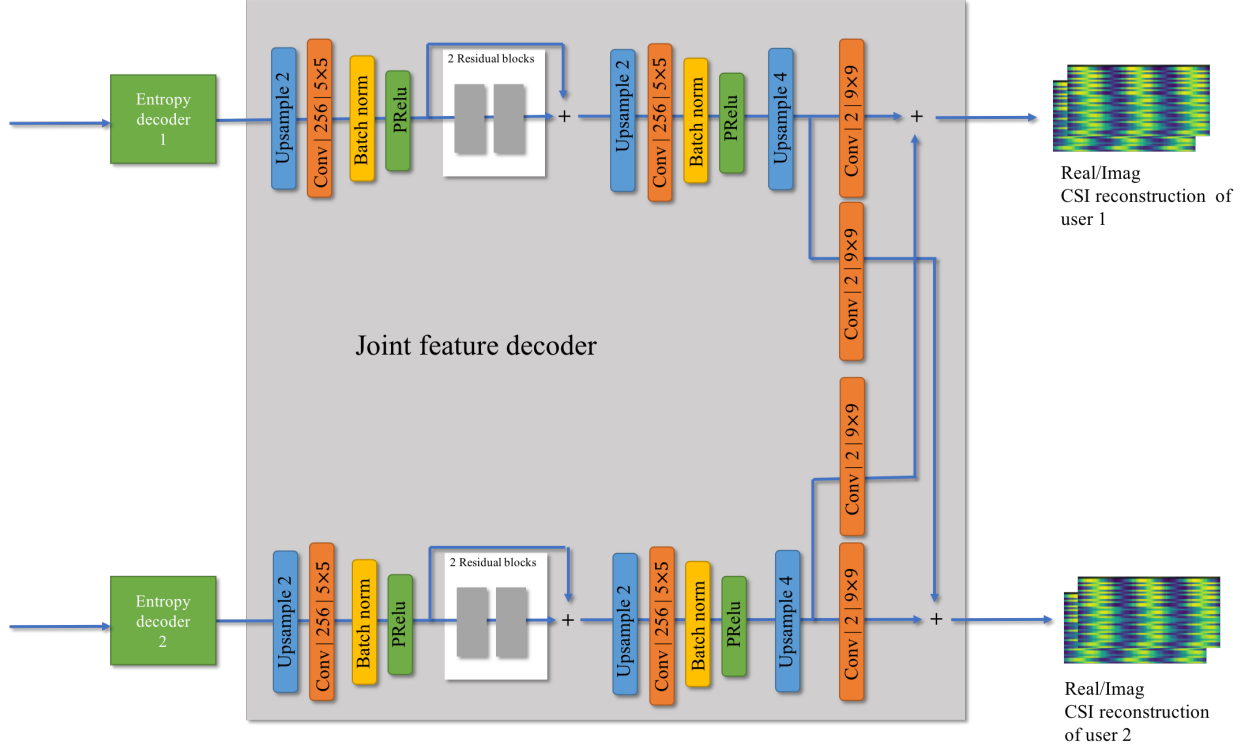 Entropy
decoder
1
Upsample 2
Conv | 256 | 5×5
Batch norm
PRelu
2 Residual blocks
+
Upsample 2
Conv | 256 | 5×5
Batch norm
PRelu
Upsample 4
Conv | 2 | 9×9
+
Real/Imag
CSI reconstruction of
user 1
Conv | 2 | 9×9
Joint feature decoder
Conv | 2 | 9×9
Entropy
decoder
2
Upsample 2
Conv | 256 | 5×5
Batch norm
PRelu
2 Residual blocks
+
Upsample 2
Conv | 256 | 5×5
Batch norm
PRelu
Upsample 4
Conv | 2 | 9×9
+
Real/Imag
CSI reconstruction
of user 2